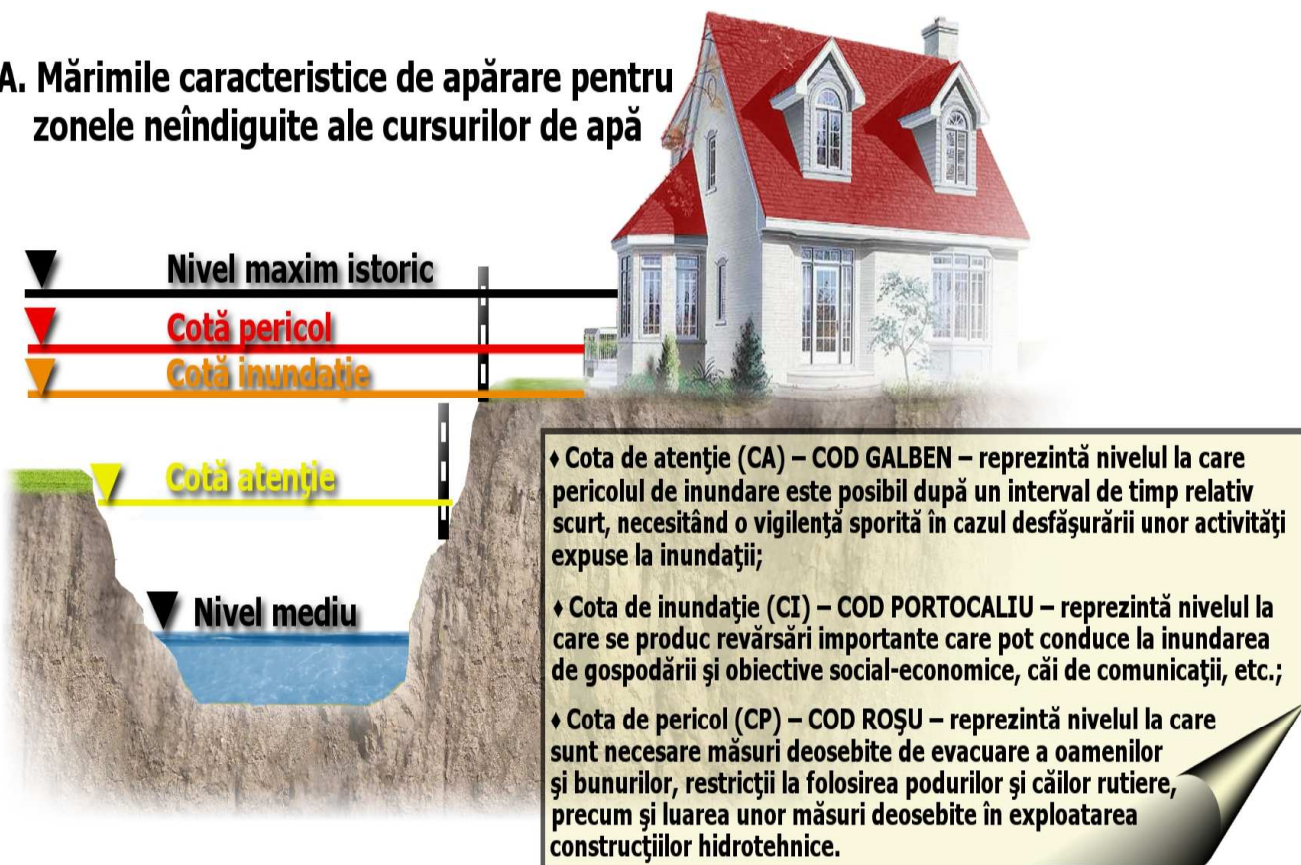 A. Mărimile caracteristice de apărare pentru
zonele neîndiguite ale cursurilor de apă
Nivel maxim istoric
Cotă pericol
Cotă inundaţie
Cotă atenţie
Nivel mediu
♦ Cota de atenţie (CA) – COD GALBEN – reprezintă nivelul la care
pericolul de inundare este posibil după un interval de timp relativ
scurt, necesitând o vigilenţă sporită în cazul desfăşurării unor activităţi
expuse la inundaţii;
♦ Cota de inundaţie (CI) – COD PORTOCALIU – reprezintă nivelul la
care se produc revărsări importante care pot conduce la inundarea
de gospodării şi obiective social-economice, căi de comunicaţii, etc.;
♦ Cota de pericol (CP) – COD ROŞU – reprezintă nivelul la care
sunt necesare măsuri deosebite de evacuare a oamenilor
şi bunurilor, restricţii la folosirea podurilor şi căilor rutiere,
precum şi luarea unor măsuri deosebite în exploatarea
construcţiilor hidrotehnice.